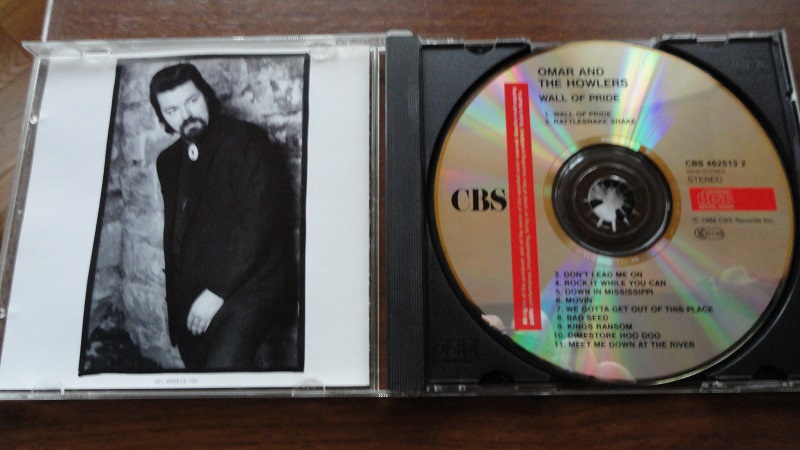 OMAR AND
THE HOWLERS
WALL OF PRIDE
1. WALL OF PRIDE
2. RATTLESNAKE SHAKE
CBS 462513 2
STEREO
CBS
© 1988 CBS Records Inc.
3. DON'T LEAD ME ON
4. ROCK IT WHILE YOU CAN
5. DOWN IN MISSISSIPPI
6. MOVIN'
7. WE GOTTA GET OUT OF THIS PLACE
8. BAD SEED
9. KINGS RANSOM
10. DIMESTORE HOO DOO
11. MEET ME DOWN AT THE RIVER
(01-462513-10)